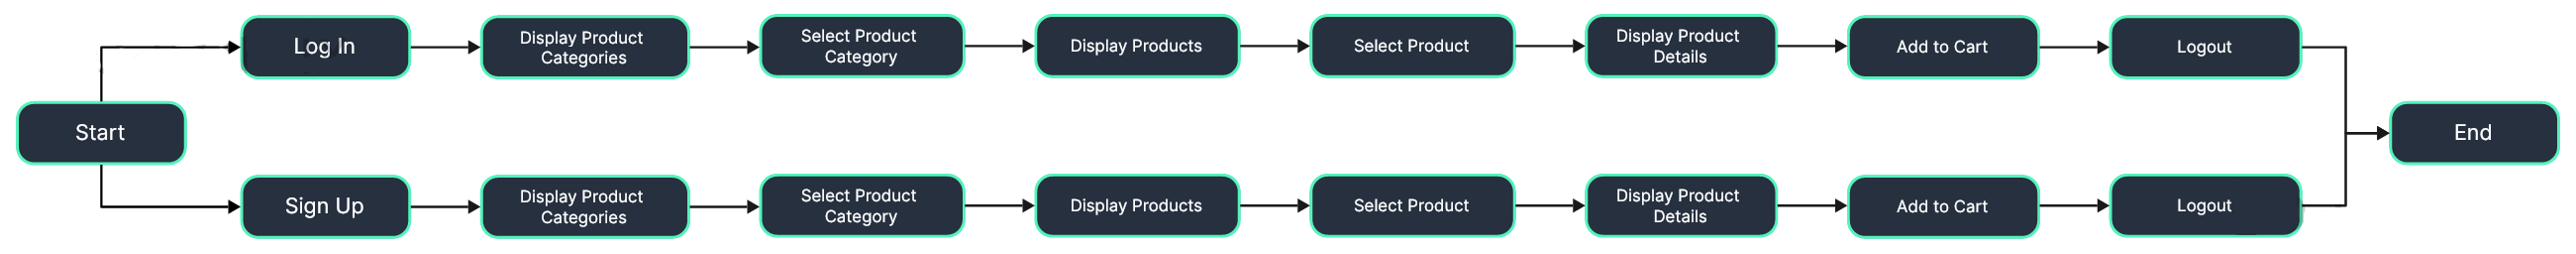 Log In
Display Product
Categories
Select Product
Category
Display Products
Select Product
Display Product
Details
Add to Cart
Logout
Start
End
Sign Up
Display Product
Categories
Select Product
Category
Display Products
Select Product
Display Product
Details
Add to Cart
Logout